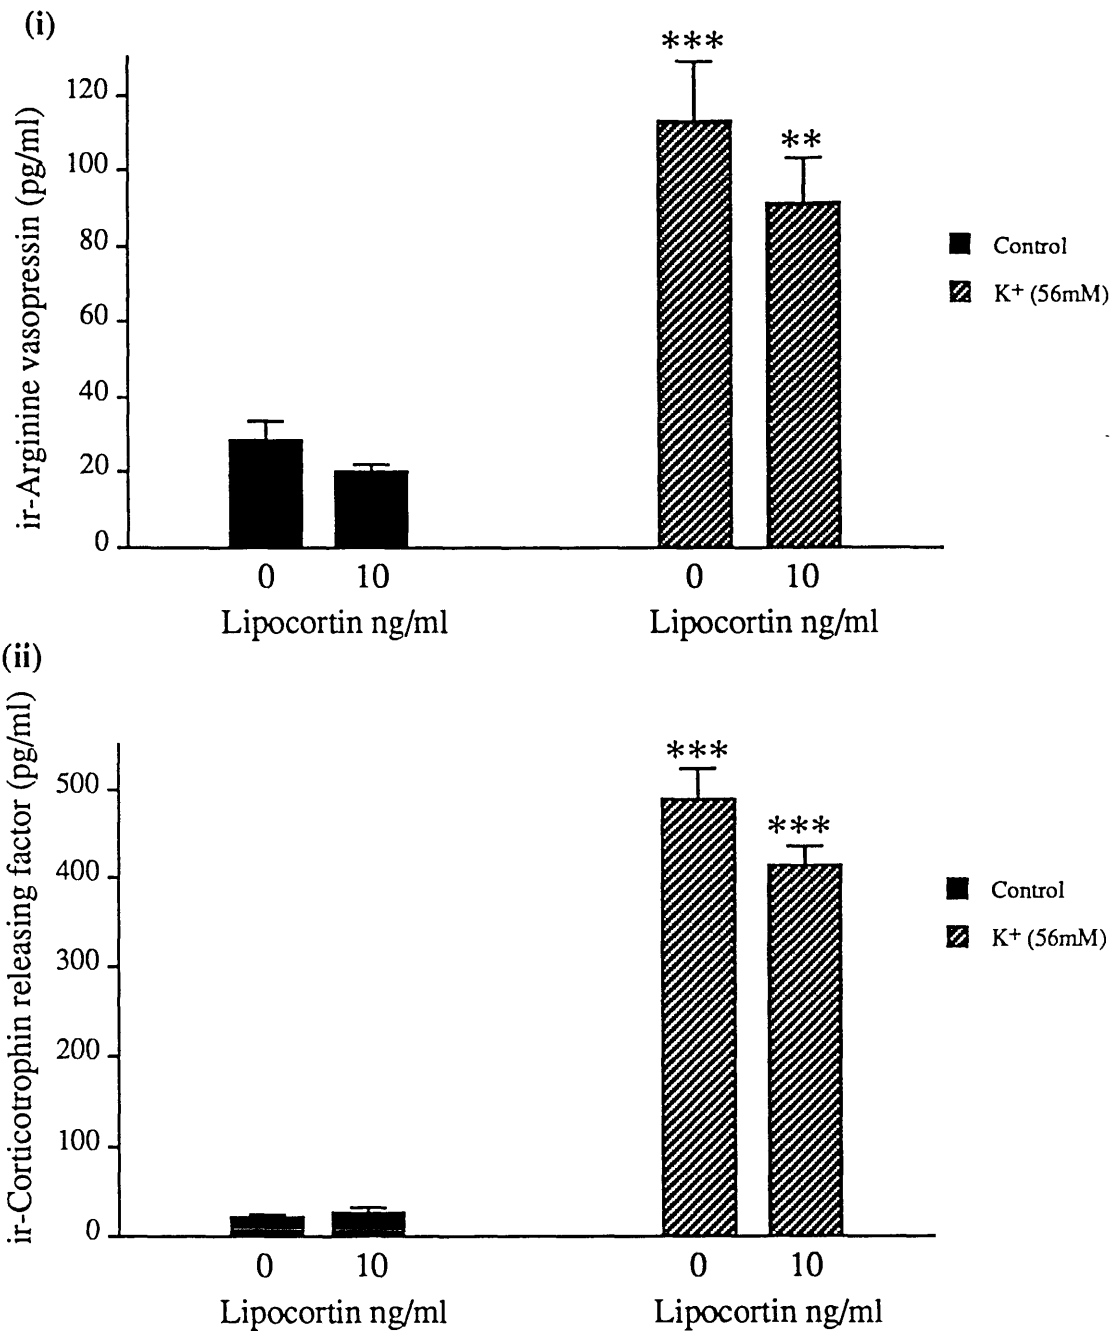 (i)
ir-Arginine vasopressin (pg/ml)
120
100
80
60
40
20
0
***
**
Control
K+ (56mM)
0
10
0
10
Lipocortin ng/ml
Lipocortin ng/ml
(ii)
ir-Corticotrophin releasing factor (pg/ml)
500
400
300
200
100
0
***
***
Control
K+ (56mM)
0
10
0
10
Lipocortin ng/ml
Lipocortin ng/ml